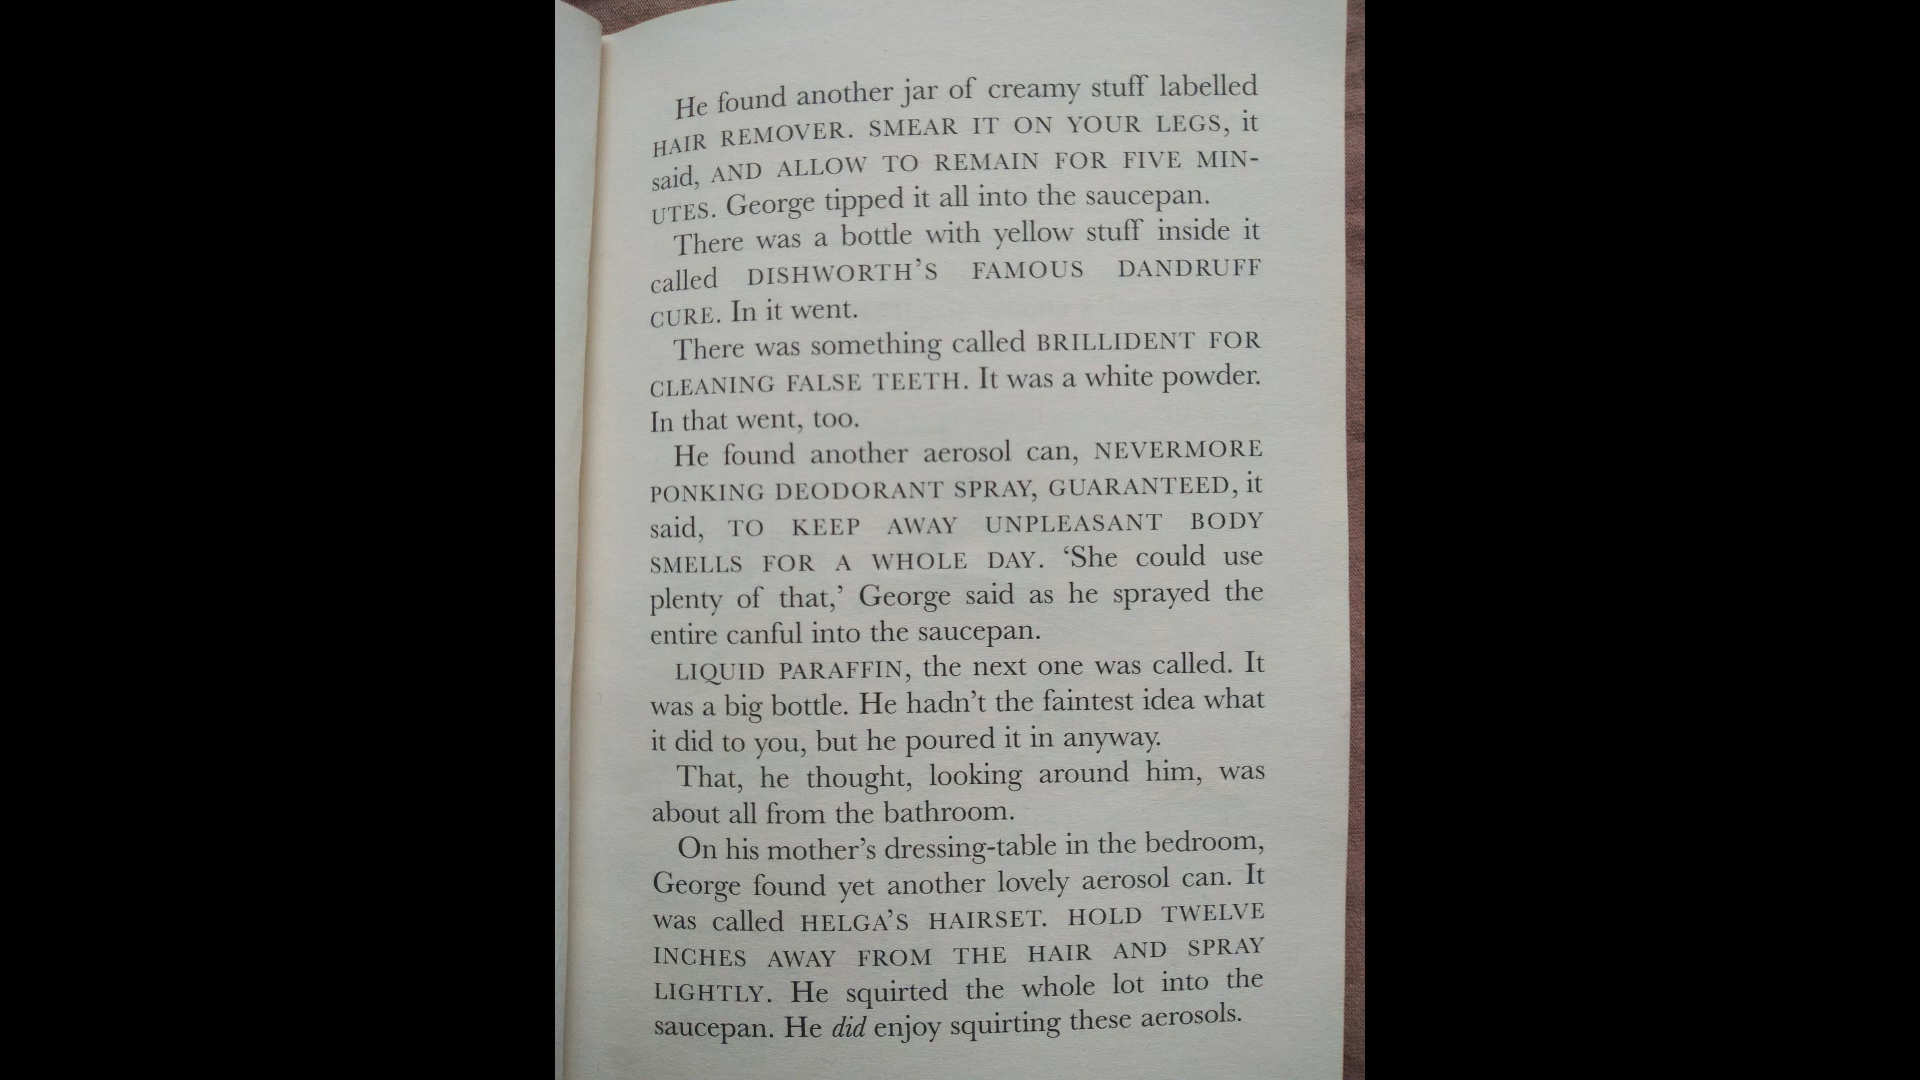 He found another jar of creamy stuff labelled
HAIR REMOVER. SMEAR IT ON YOUR LEGS, it
said, AND ALLOW TO REMAIN FOR FIVE MIN-
UTES. George tipped it all into the saucepan.
There was a bottle with yellow stuff inside it
called DISHWORTH’S FAMOUS DANDRUFF
CURE. In it went.
There was something called BRILLIDENT FOR
CLEANING FALSE TEETH. It was a white powder.
In that went, too.
He found another aerosol can, NEVERMORE
PONKING DEODORANT SPRAY, GUARANTEED, it
said, TO KEEP AWAY UNPLEASANT BODY
SMELLS FOR A WHOLE DAY. ‘She could use
plenty of that,’ George said as he sprayed the
entire canful into the saucepan.
LIQUID PARAFFIN, the next one was called. It
was a big bottle. He hadn’t the faintest idea what
it did to you, but he poured it in anyway.
That, he thought, looking around him, was
about all from the bathroom.
On his mother’s dressing-table in the bedroom,
George found yet another lovely aerosol can. It
was called HELGA’S HAIRSET. HOLD TWELVE
INCHES AWAY FROM THE HAIR AND SPRAY
LIGHTLY. He squirted the whole lot into the
saucepan. He did enjoy squirting these aerosols.